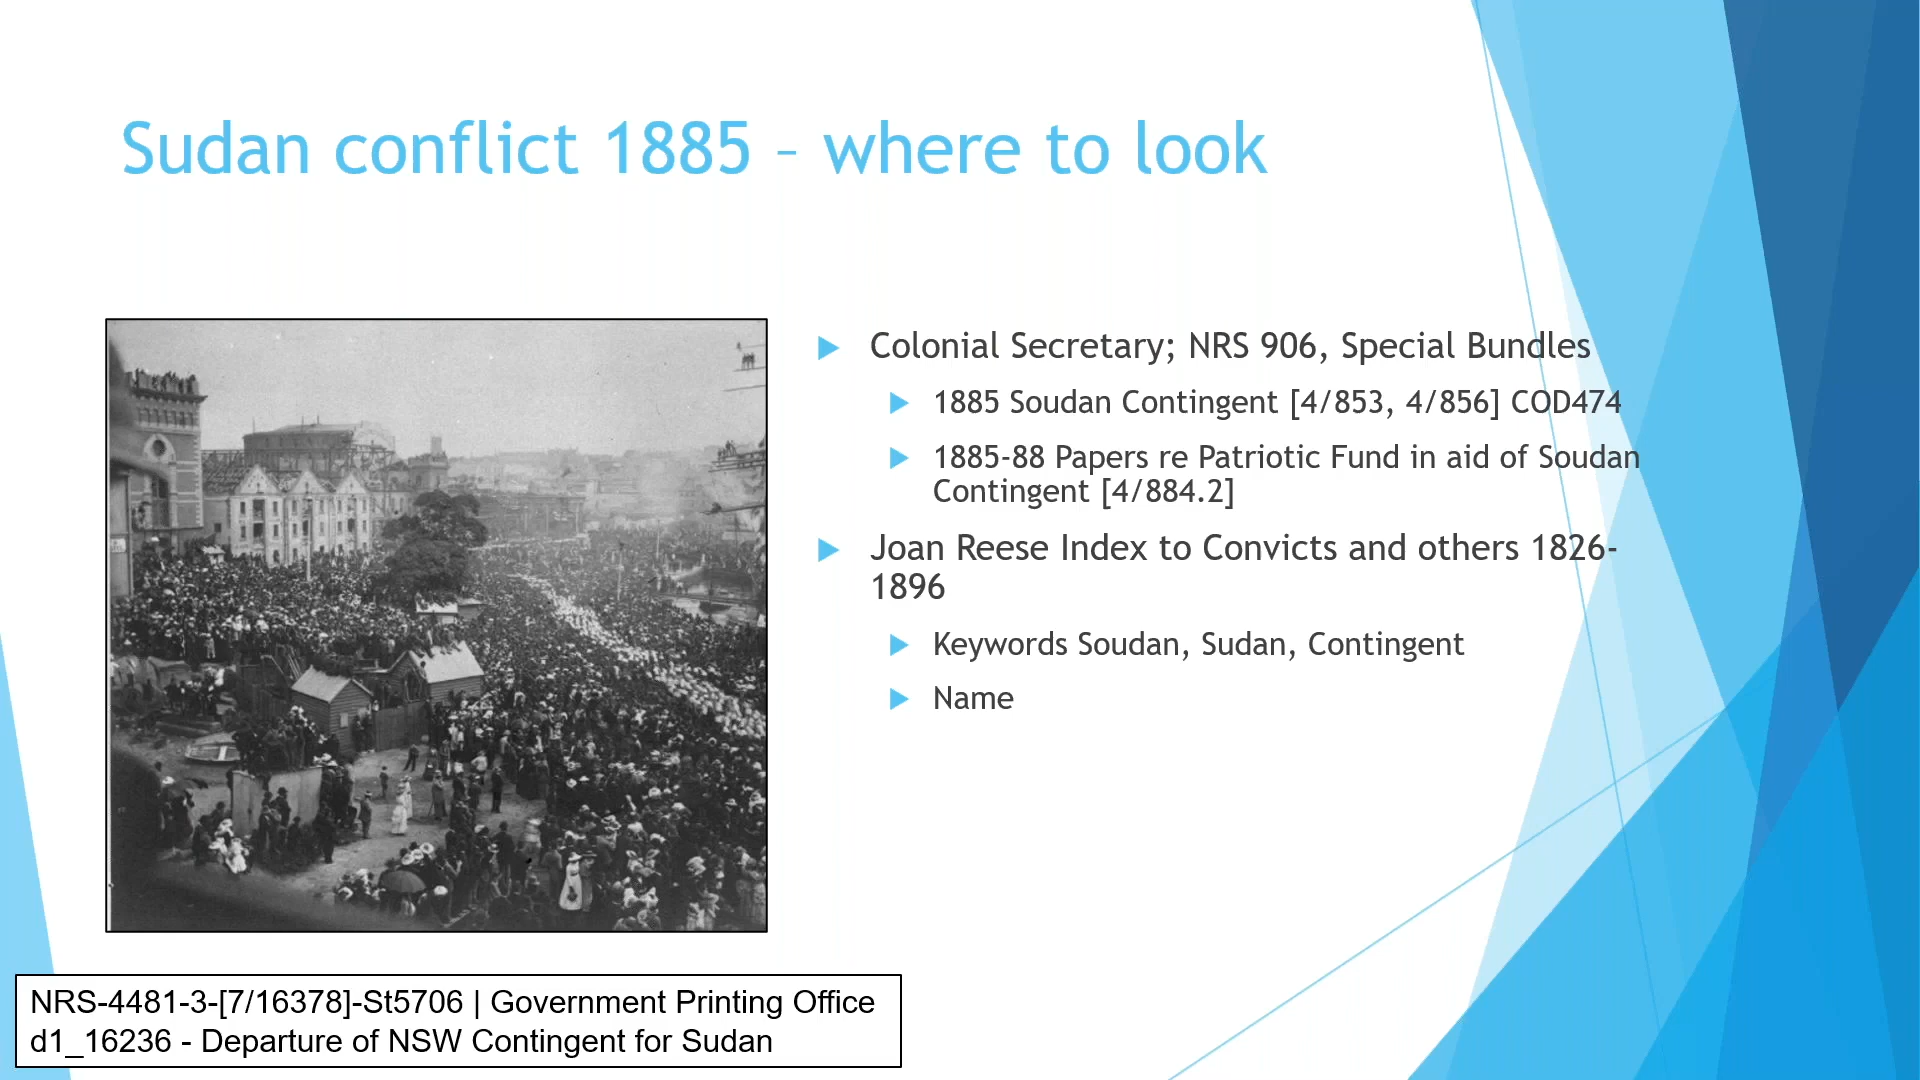 Sudan conflict 1885 – where to look
Colonial Secretary; NRS 906, Special Bundles
1885 Soudan Contingent [4/853, 4/856] COD474
1885-88 Papers re Patriotic Fund in aid of Soudan
Contingent [4/884.2]
Joan Reese Index to Convicts and others 1826-
1896
Keywords Soudan, Sudan, Contingent
Name
NRS-4481-3-[7/16378]-St5706 | Government Printing Office
d1_16236 - Departure of NSW Contingent for Sudan